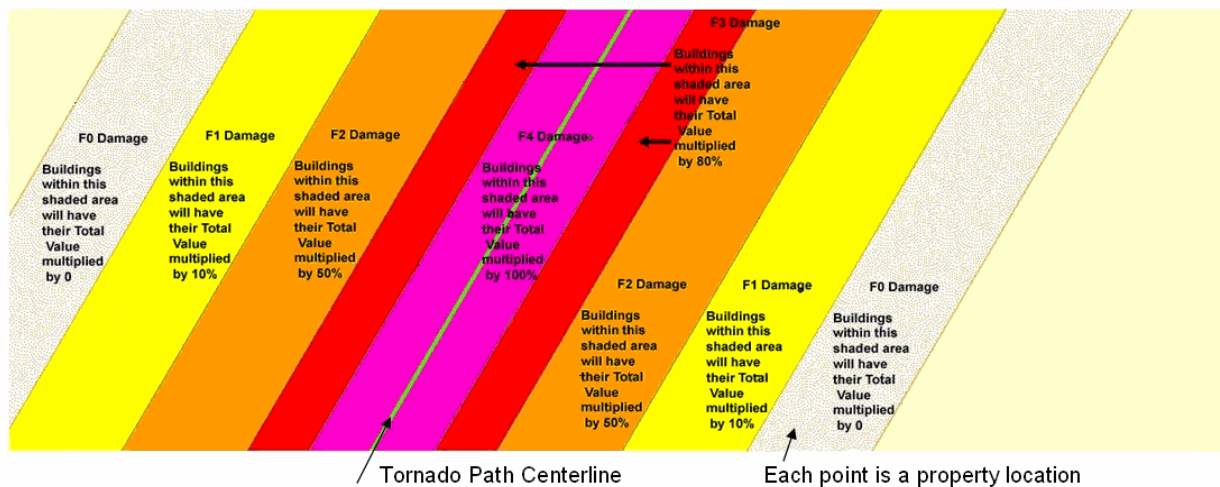 F3 Damage
Buildings
within this
shaded area
will have
their Total
Value
multiplied
by 80%
F0 Damage
Buildings
within this
shaded area
will have
their Total
Value
multiplied
by 0
F1 Damage
Buildings
within this
shaded area
will have
their Total
Value
multiplied
by 10%
F2 Damage
Buildings
within this
shaded area
will have
their Total
Value
multiplied
by 50%
F4 Damage
Buildings
within this
shaded area
will have
their Total
Value
multiplied
by 100%
F2 Damage
Buildings
within this
shaded area
will have
their Total
Value
multiplied
by 50%
F1 Damage
Buildings
within this
shaded area
will have
their Total
Value
multiplied
by 10%
F0 Damage
Buildings
within this
shaded area
will have
their Total
Value
multiplied
by 0
Tornado Path Centerline
Each point is a property location